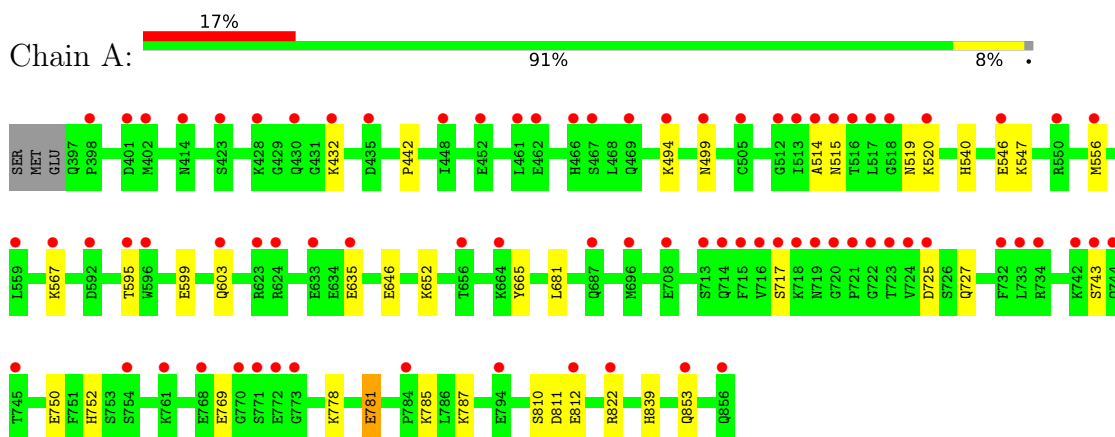 17%
Chain A:
91% 8% •
SER MET GLU Q397 P398 D401 M402 N414 S423 K428 G429 Q430 G431 K432 D435 P442 I448 E452 L461 E462 H466 S467 L468 Q469 K494 N499 C505 G512 I513 A514 N515 T516 L517 G518 N519 K520 H540 E546 K547 R550 M556
L559 K567 D592 T595 W596 E599 Q603 R623 R624 E633 E634 E635 E646 K652 T656 K664 Y665 L681 Q687 M696 E708 S713 Q714 F715 V716 S717 K718 N719 G720 P721 G722 T723 V724 D725 S726 Q727 F732 L733 R734 K742 S743
T745 E750 F751 H752 S753 S754 K761 E768 E769 G770 S771 E772 G773 K778 E781 P784 K785 L786 K787 E794 S810 D811 E812 R822 H839 Q853 Q856